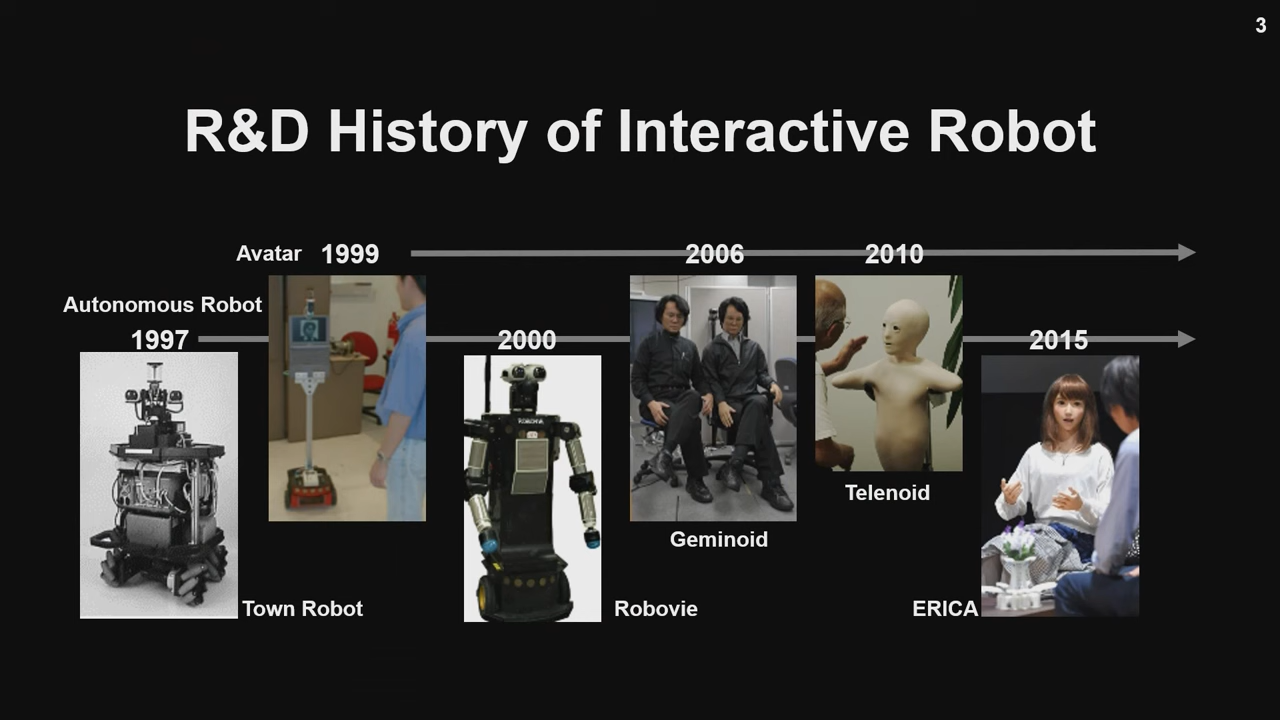 3
R&D History of Interactive Robot
Avatar 1999
2006
2010
Autonomous Robot
1997
2000
2015
Telenoid
Geminoid
Town Robot
Robovie
ERICA